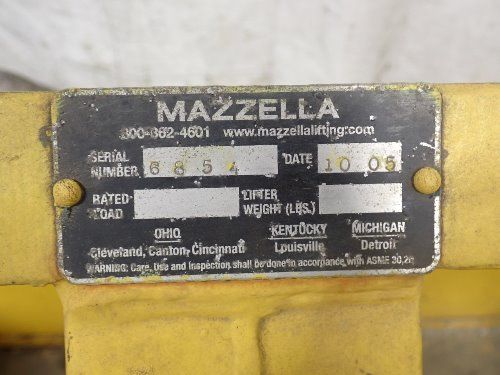 MAZZELLA
800-362-4601 www.mazzellalifting.com
SERIAL NUMBER 6854 DATE 10 05
RATED LOAD LIFTER WEIGHT (LBS.)
OHIO KENTUCKY MICHIGAN
Cleveland, Canton, Cincinnati Louisville Detroit
WARNING: Care, Use and Inspection shall be done in accordance with ASME 30.20